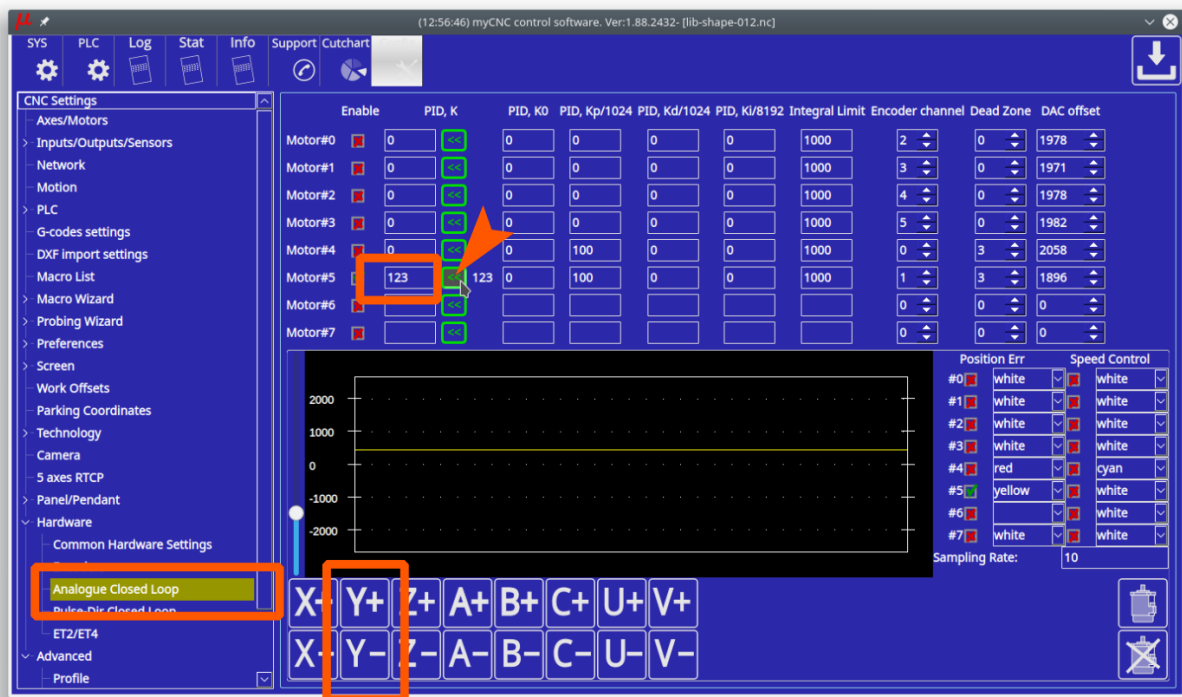 (12:56:46) myCNC control software. Ver:1.88.2432- [lib-shape-012.nc]
SYS PLC Log Stat Info Support Cutchart
CNC Settings
Axes/Motors
Inputs/Outputs/Sensors
Network
Motion
PLC
G-codes settings
DXF import settings
Macro List
Macro Wizard
Probing Wizard
Preferences
Screen
Work Offsets
Parking Coordinates
Technology
Camera
5 axes RTCP
Panel/Pendant
Hardware
Common Hardware Settings
Analogue Closed Loop
Pulse-Dir Closed Loop
ET2/ET4
Advanced
Profile
Enable PID, K PID, K0 PID, Kp/1024 PID, Kd/1024 PID, Ki/8192 Integral Limit Encoder channel Dead Zone DAC offset
Motor#0 0 << 0 0 0 0 1000 2 0 1978
Motor#1 0 << 0 0 0 0 1000 3 0 1971
Motor#2 0 << 0 0 0 0 1000 4 0 1978
Motor#3 0 << 0 0 0 0 1000 5 0 1982
Motor#4 0 << 0 100 0 0 1000 0 3 2058
Motor#5 123 << 123 0 100 0 0 1000 1 3 1896
Motor#6 << 0 0 0
Motor#7 << 0 0 0
2000
1000
0
-1000
-2000
Position Err Speed Control
#0 white white
#1 white white
#2 white white
#3 white white
#4 red cyan
#5 yellow white
#6 white
#7 white white
Sampling Rate: 10
X+ Y+ Z+ A+ B+ C+ U+ V+
X- Y- Z- A- B- C- U- V-